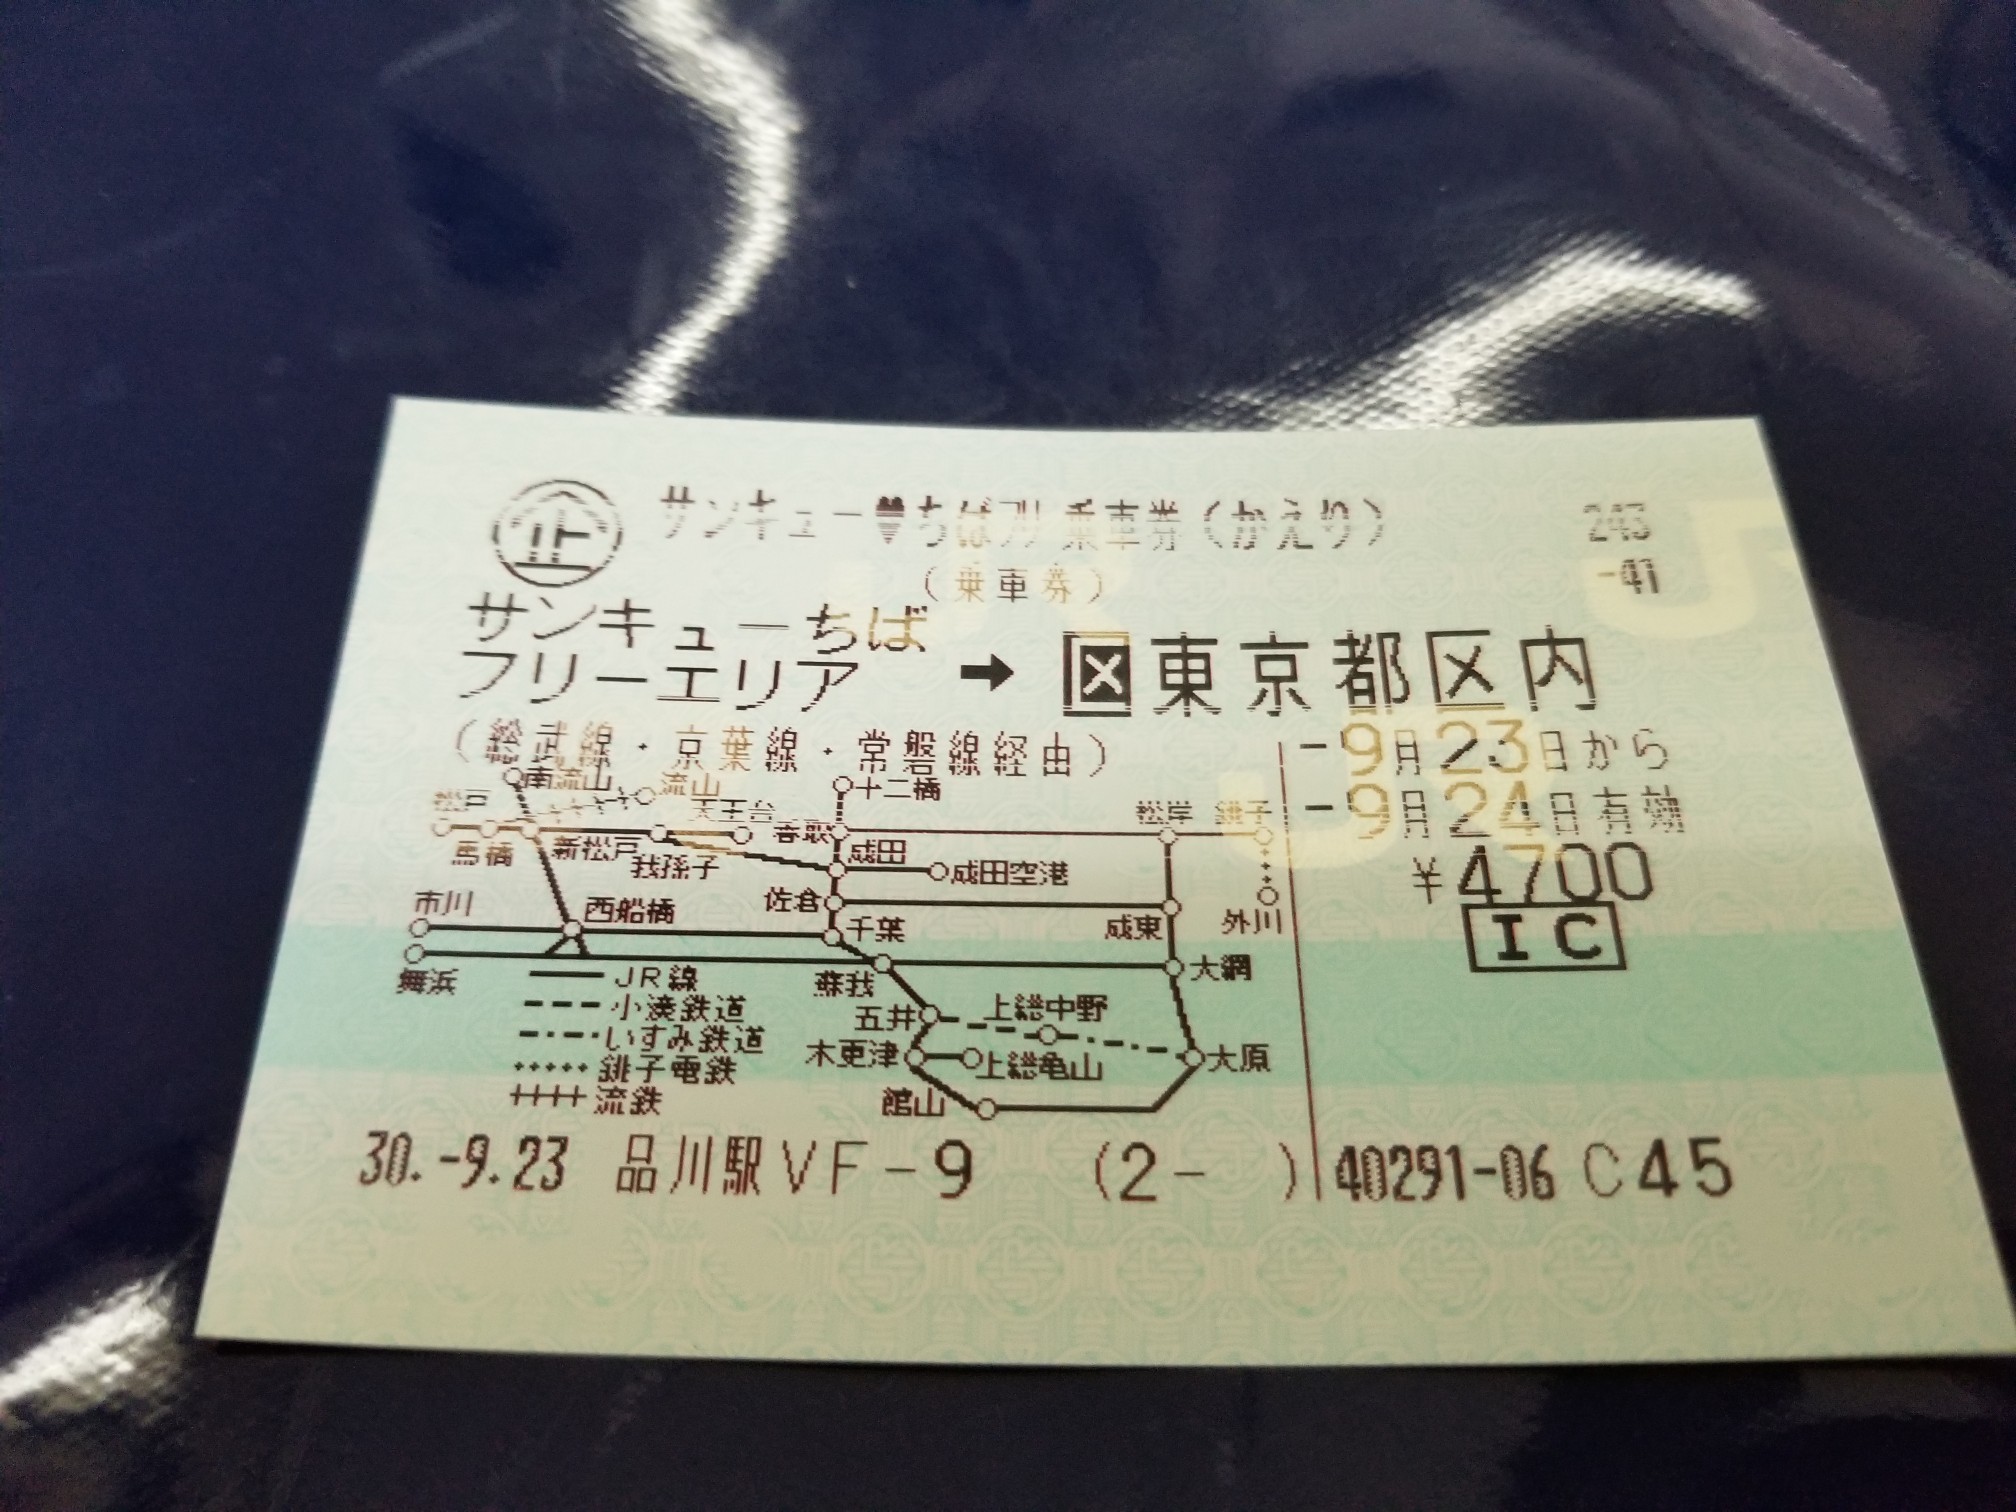 企 サンキュー♥ちばフリー乗車券(かえり) 243
(乗車券) -41
サンキューちば
フリーエリア ➡ 区 東京都区内
(総武線・京葉線・常磐線経由) -9月23日から
-9月24日有効
¥4700
IC
南流山 流山 十二橋
松戸 天王台 香取 松岸 銚子
馬橋 新松戸 我孫子 成田 成田空港
市川 西船橋 佐倉 千葉 成東 外川
舞浜 蘇我 大網
JR線
小湊鉄道 五井 上総中野
いすみ鉄道 木更津 上総亀山 大原
銚子電鉄
流鉄 館山
30.-9.23 品川駅VF-9 (2- ) 40291-06 C45